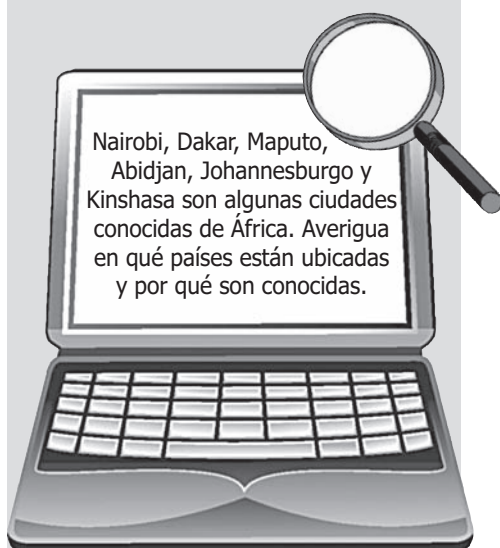 Nairobi, Dakar, Maputo,
Abidjan, Johannesburgo y
Kinshasa son algunas ciudades
conocidas de África. Averigua
en qué países están ubicadas
y por qué son conocidas.